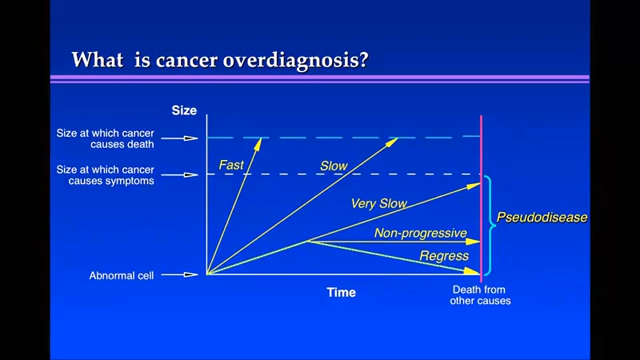 What is cancer overdiagnosis?
Size
Size at which cancer
causes death
Size at which cancer
causes symptoms
Fast
Slow
Very Slow
Pseudodisease
Non-progressive
Regress
Abnormal cell
Time
Death from
other causes